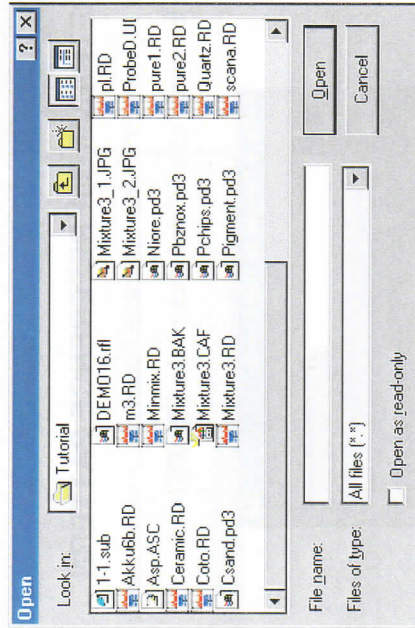 Open
Look in: Tutorial
1-1.sub
Akku6b.RD
Asp.ASC
Ceramic.RD
Coto.RD
Csand.pd3
DEMO16.rfl
m3.RD
Minmix.RD
Mixture3.BAK
Mixture3.CAF
Mixture3.RD
Mixture3_1.JPG
Mixture3_2.JPG
Niore.pd3
Pbznox.pd3
Pchips.pd3
Pigment.pd3
pl.RD
ProbeD.UI
pure1.RD
pure2.RD
Quartz.RD
scana.RD
File name:
Open
Files of type: All files (*.*)
Cancel
Open as read-only